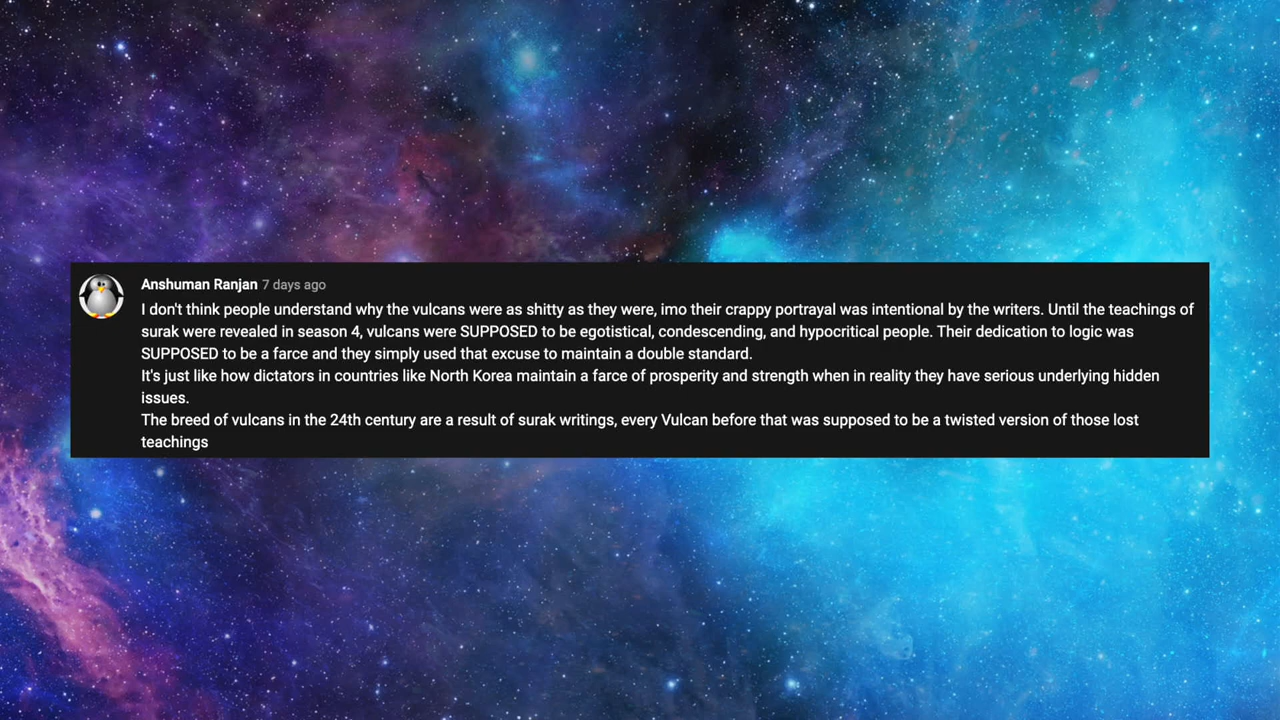 Anshuman Ranjan 7 days ago
I don't think people understand why the vulcans were as shitty as they were, imo their crappy portrayal was intentional by the writers. Until the teachings of
surak were revealed in season 4, vulcans were SUPPOSED to be egotistical, condescending, and hypocritical people. Their dedication to logic was
SUPPOSED to be a farce and they simply used that excuse to maintain a double standard.
It's just like how dictators in countries like North Korea maintain a farce of prosperity and strength when in reality they have serious underlying hidden
issues.
The breed of vulcans in the 24th century are a result of surak writings, every Vulcan before that was supposed to be a twisted version of those lost
teachings